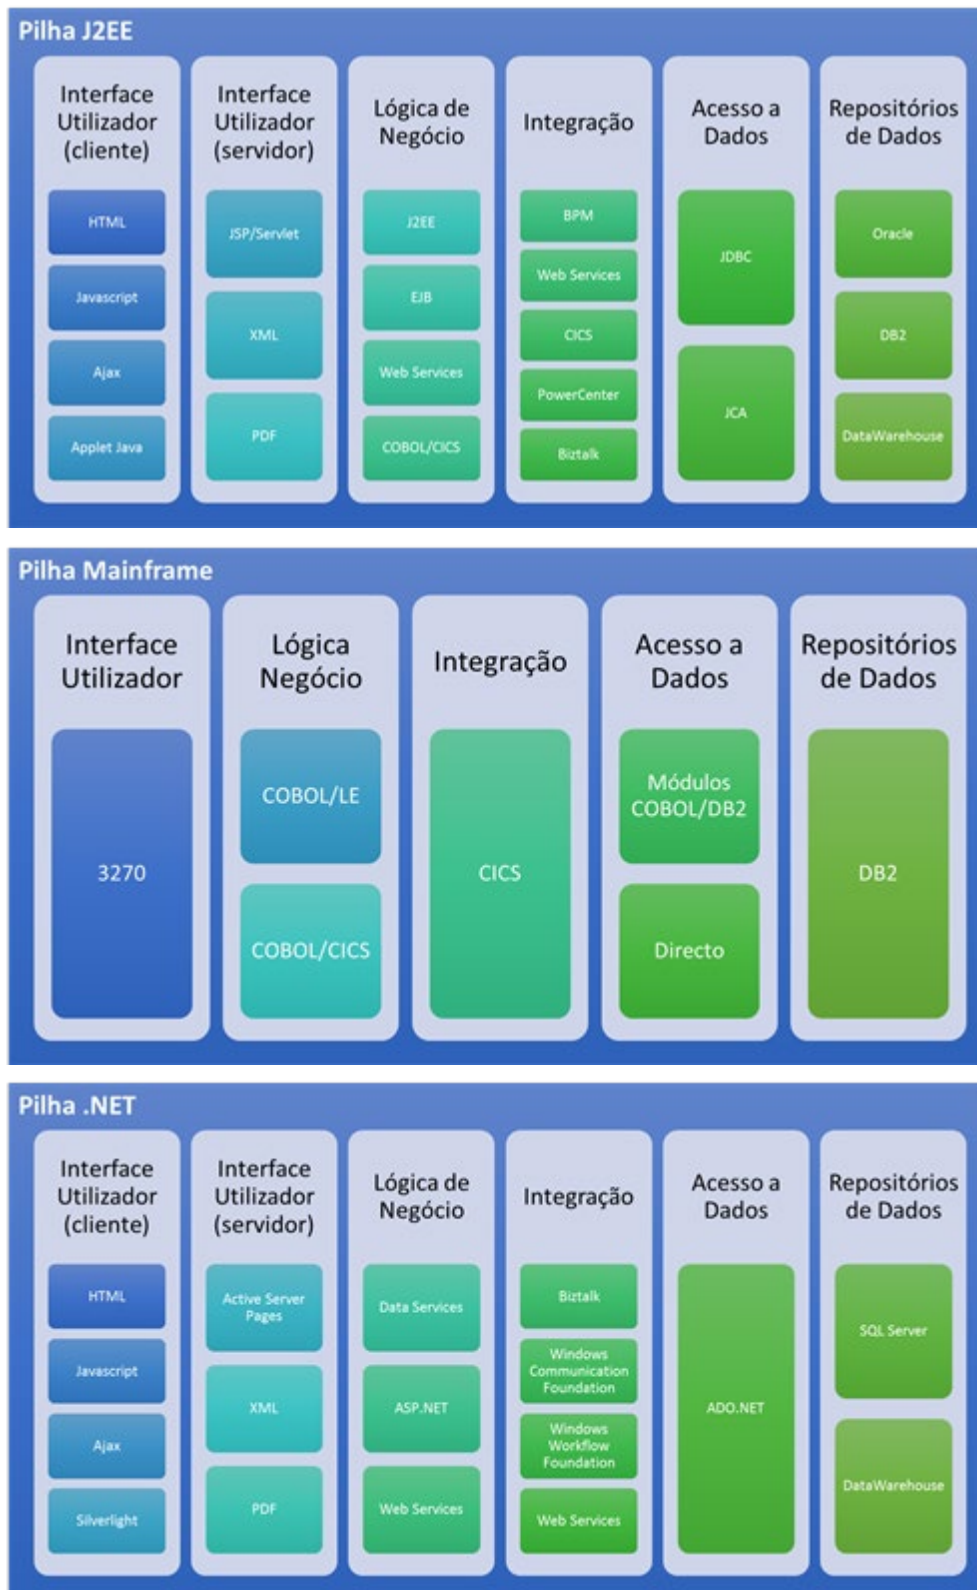 Pilha J2EE
Interface
Utilizador
(cliente)
HTML
Javascript
Ajax
Applet Java
Interface
Utilizador
(servidor)
JSP/Servlet
XML
PDF
Lógica de
Negócio
J2EE
EJB
Web Services
COBOL/CICS
Integração
BPM
Web Services
CICS
PowerCenter
Biztalk
Acesso a
Dados
JDBC
JCA
Repositórios
de Dados
Oracle
DB2
DataWarehouse
Pilha Mainframe
Interface
Utilizador
3270
Lógica
Negócio
COBOL/LE
COBOL/CICS
Integração
CICS
Acesso a
Dados
Módulos
COBOL/DB2
Directo
Repositórios
de Dados
DB2
Pilha .NET
Interface
Utilizador
(cliente)
HTML
Javascript
Ajax
Silverlight
Interface
Utilizador
(servidor)
Active Server
Pages
XML
PDF
Lógica de
Negócio
Data Services
ASP.NET
Web Services
Integração
Biztalk
Windows
Communication
Foundation
Windows
Workflow
Foundation
Web Services
Acesso a
Dados
ADO.NET
Repositórios
de Dados
SQL Server
DataWarehouse